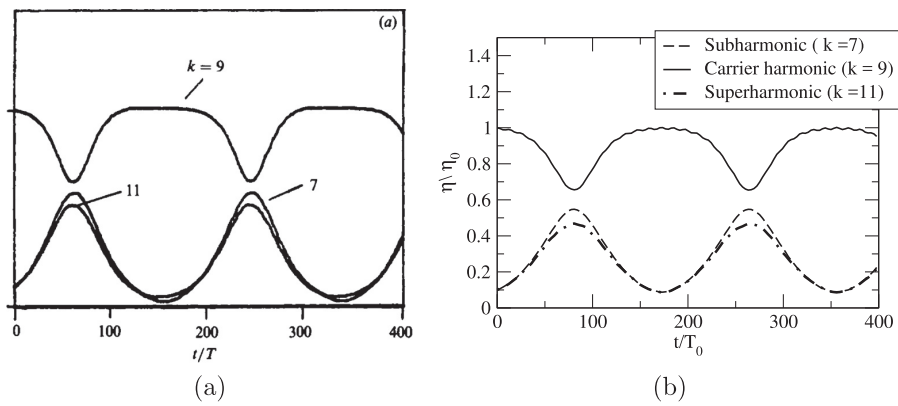 (a)
k = 9
11
7
0
100
200
300
400
t/T
(a)
Subharmonic ( k =7)
Carrier harmonic (k = 9)
Superharmonic (k =11)
1.4
1.2
1
0.8
0.6
0.4
0.2
0
η\ η0
0
100
200
300
400
t/T0
(b)